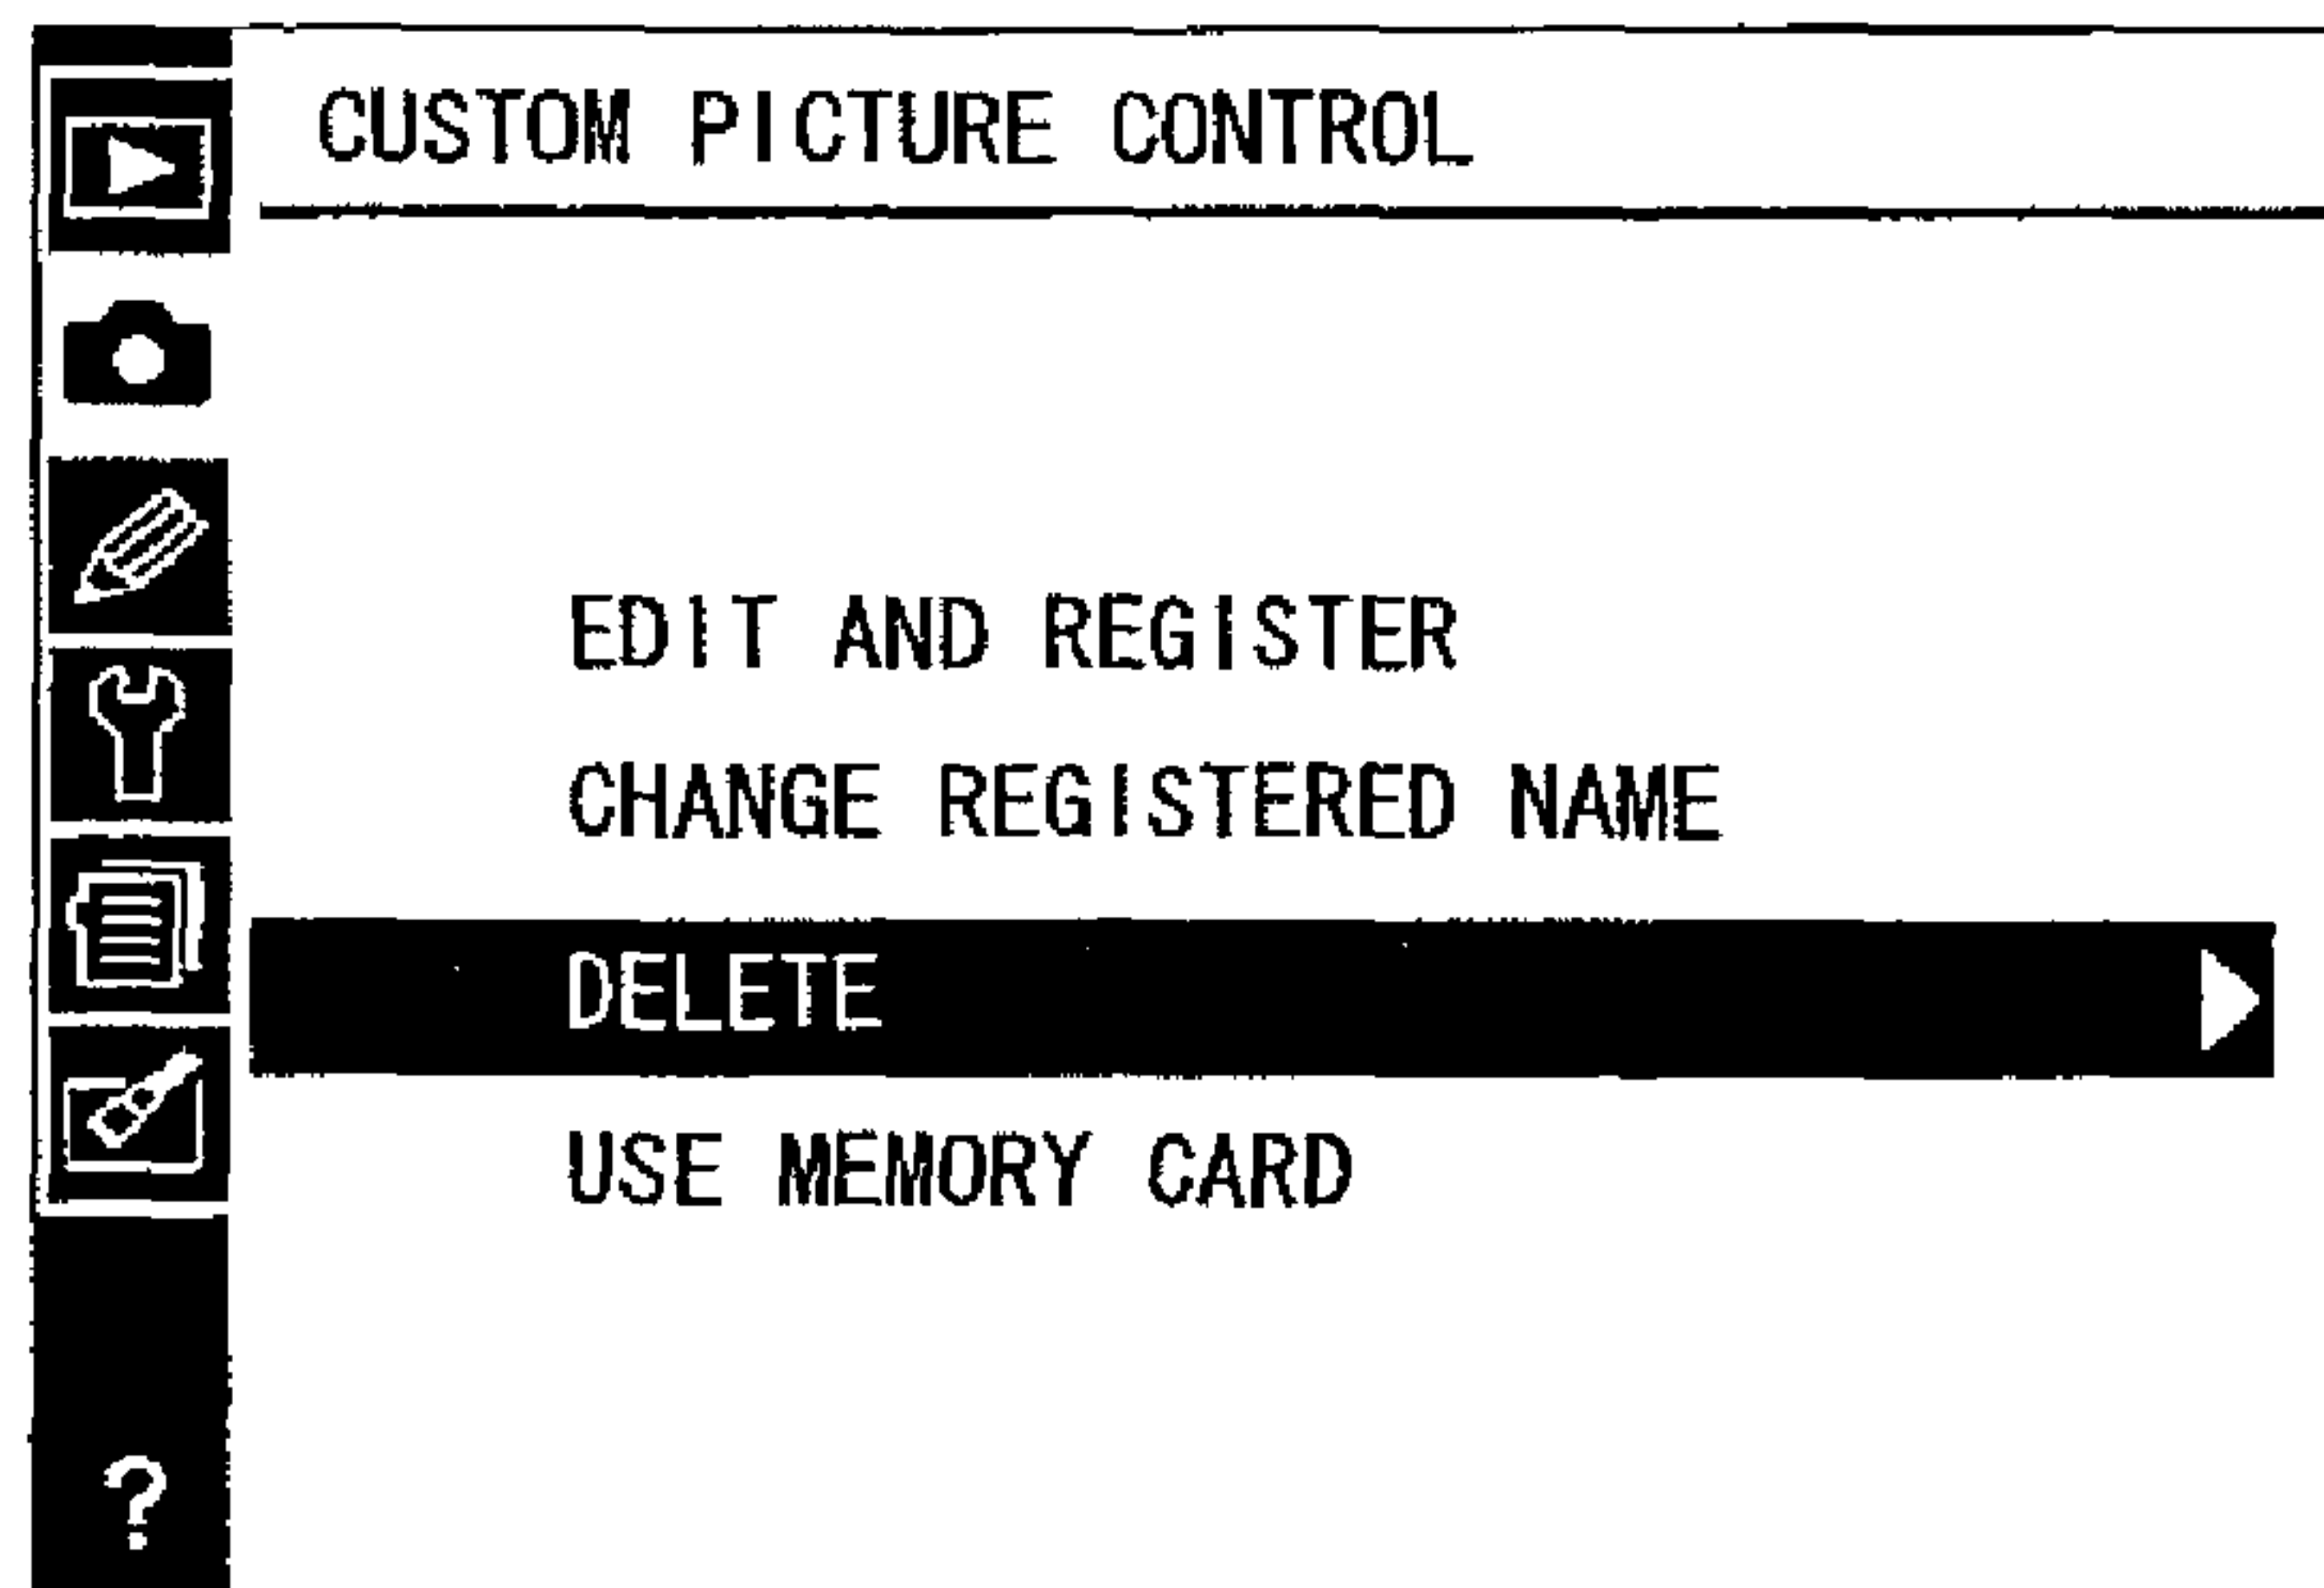 CUSTOM PICTURE CONTROL
EDIT AND REGISTER
CHANGE REGISTERED NAME
DELETE
USE MEMORY CARD
?